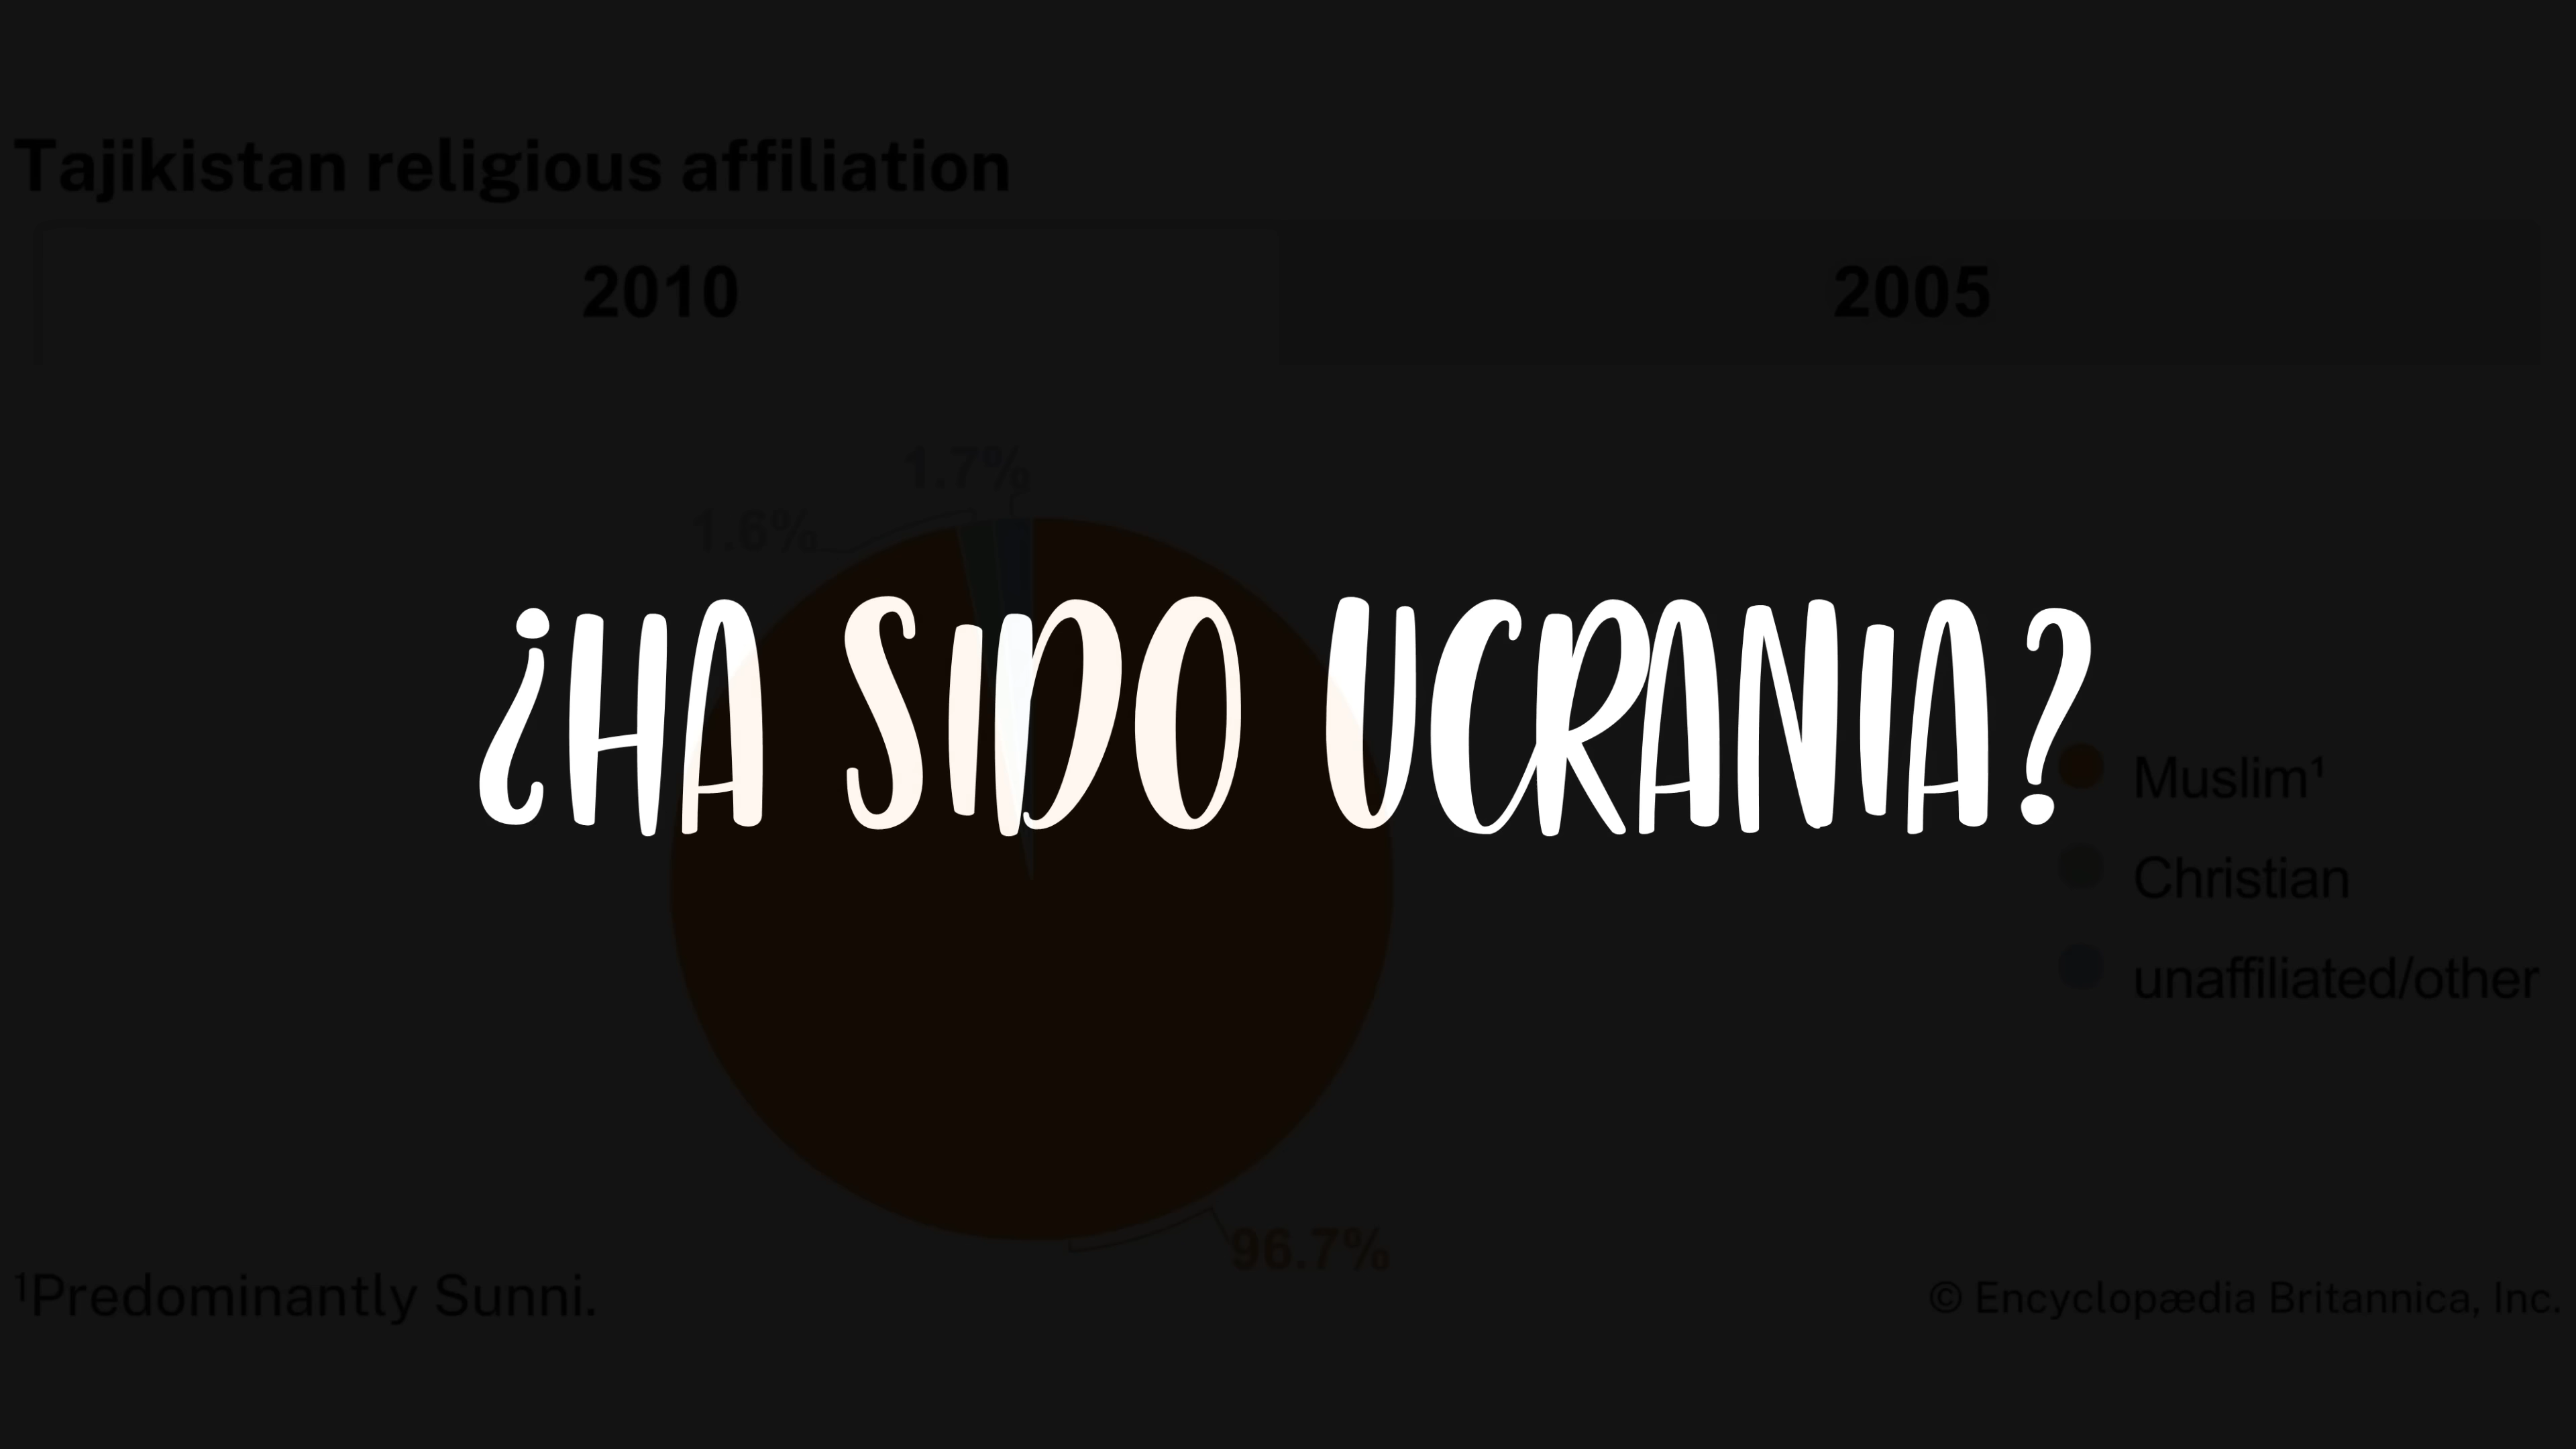 Tajikistan religious affiliation
2010 2005
1.7%
1.6%
¿HA SIDO UCRANIA?
Muslim¹
Christian
unaffiliated/other
96.7%
¹Predominantly Sunni.
© Encyclopædia Britannica, Inc.